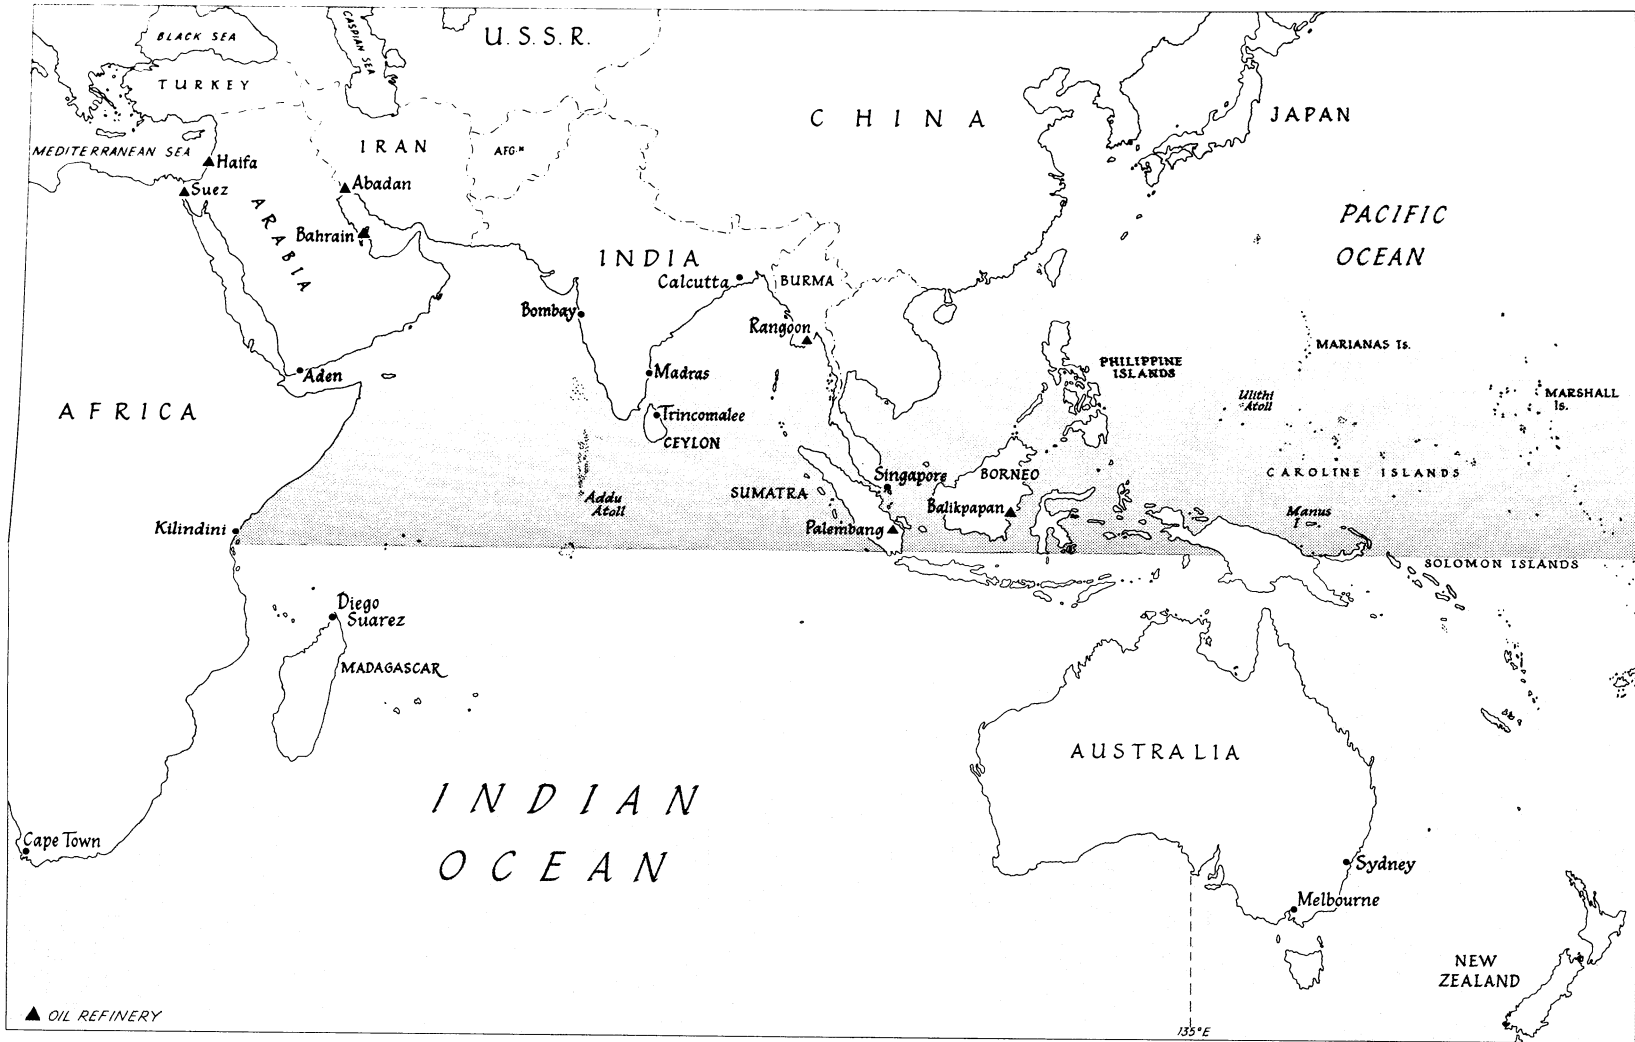 BLACK SEA
CASPIAN SEA
U.S.S.R.
TURKEY
CHINA
JAPAN
IRAN
AFG.N
MEDITERRANEAN SEA
Haifa
Abadan
Suez
ARABIA
PACIFIC
OCEAN
Bahrain
INDIA
Calcutta
BURMA
Bombay
Rangoon
MARIANAS Is.
PHILIPPINE
ISLANDS
Aden
Madras
Ulithi
Atoll
MARSHALL
Is.
AFRICA
Trincomalee
CEYLON
CAROLINE ISLANDS
Singapore
BORNEO
SUMATRA
Addu
Atoll
Balikpapan
Manus
I
Kilindini
Palembang
SOLOMON ISLANDS
Diego
Suarez
MADAGASCAR
AUSTRALIA
INDIAN
OCEAN
Cape Town
Sydney
Melbourne
NEW
ZEALAND
OIL REFINERY
135°E